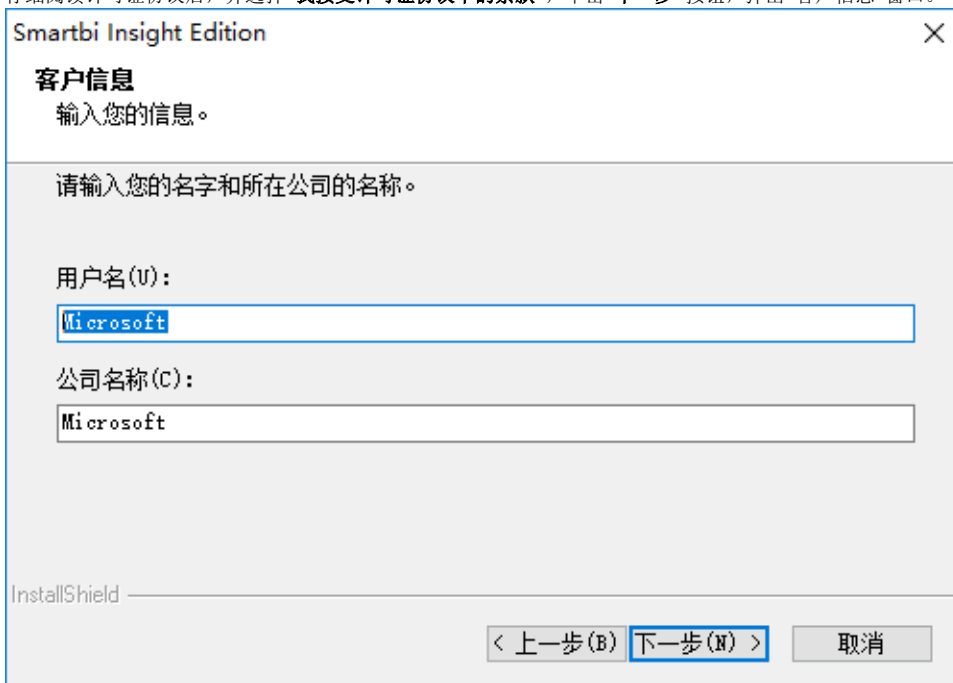 Smartbi Insight Edition
客户信息
输入您的信息。
请输入您的名字和所在公司的名称。
用户名(U):
Microsoft
公司名称(C):
Microsoft
InstallShield
< 上一步(B) 下一步(N) > 取消